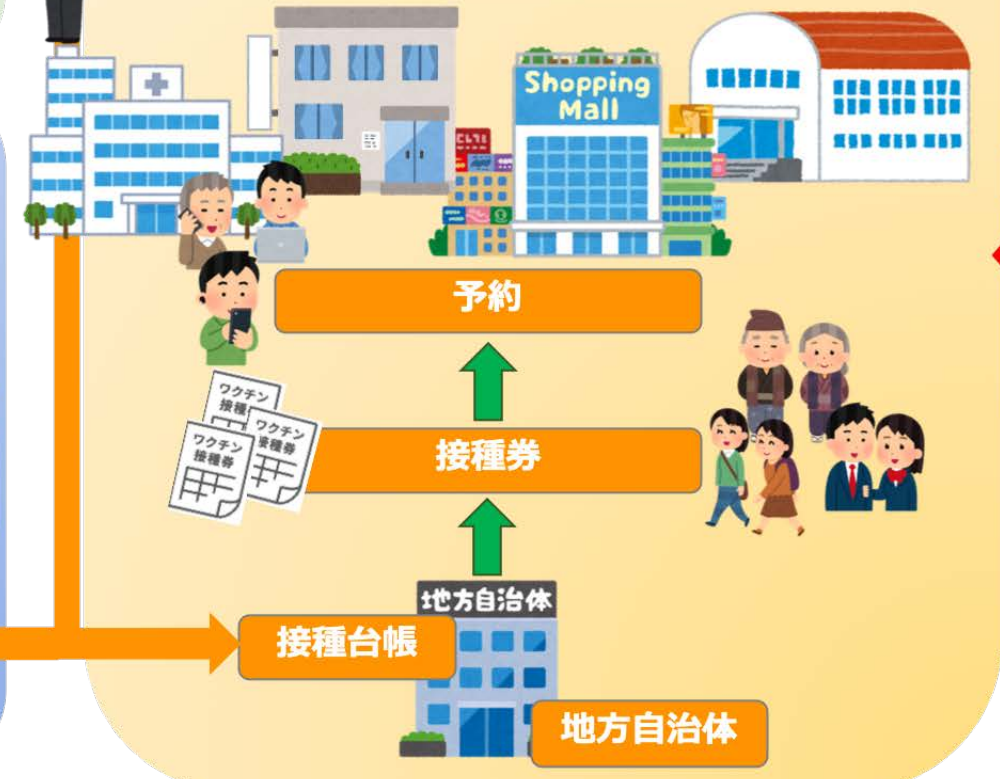 Shopping
Mall
予約
ワクチン
接種
ワクチン
接種券
ワクチン
接種券
接種券
地方自治体
接種台帳
地方自治体